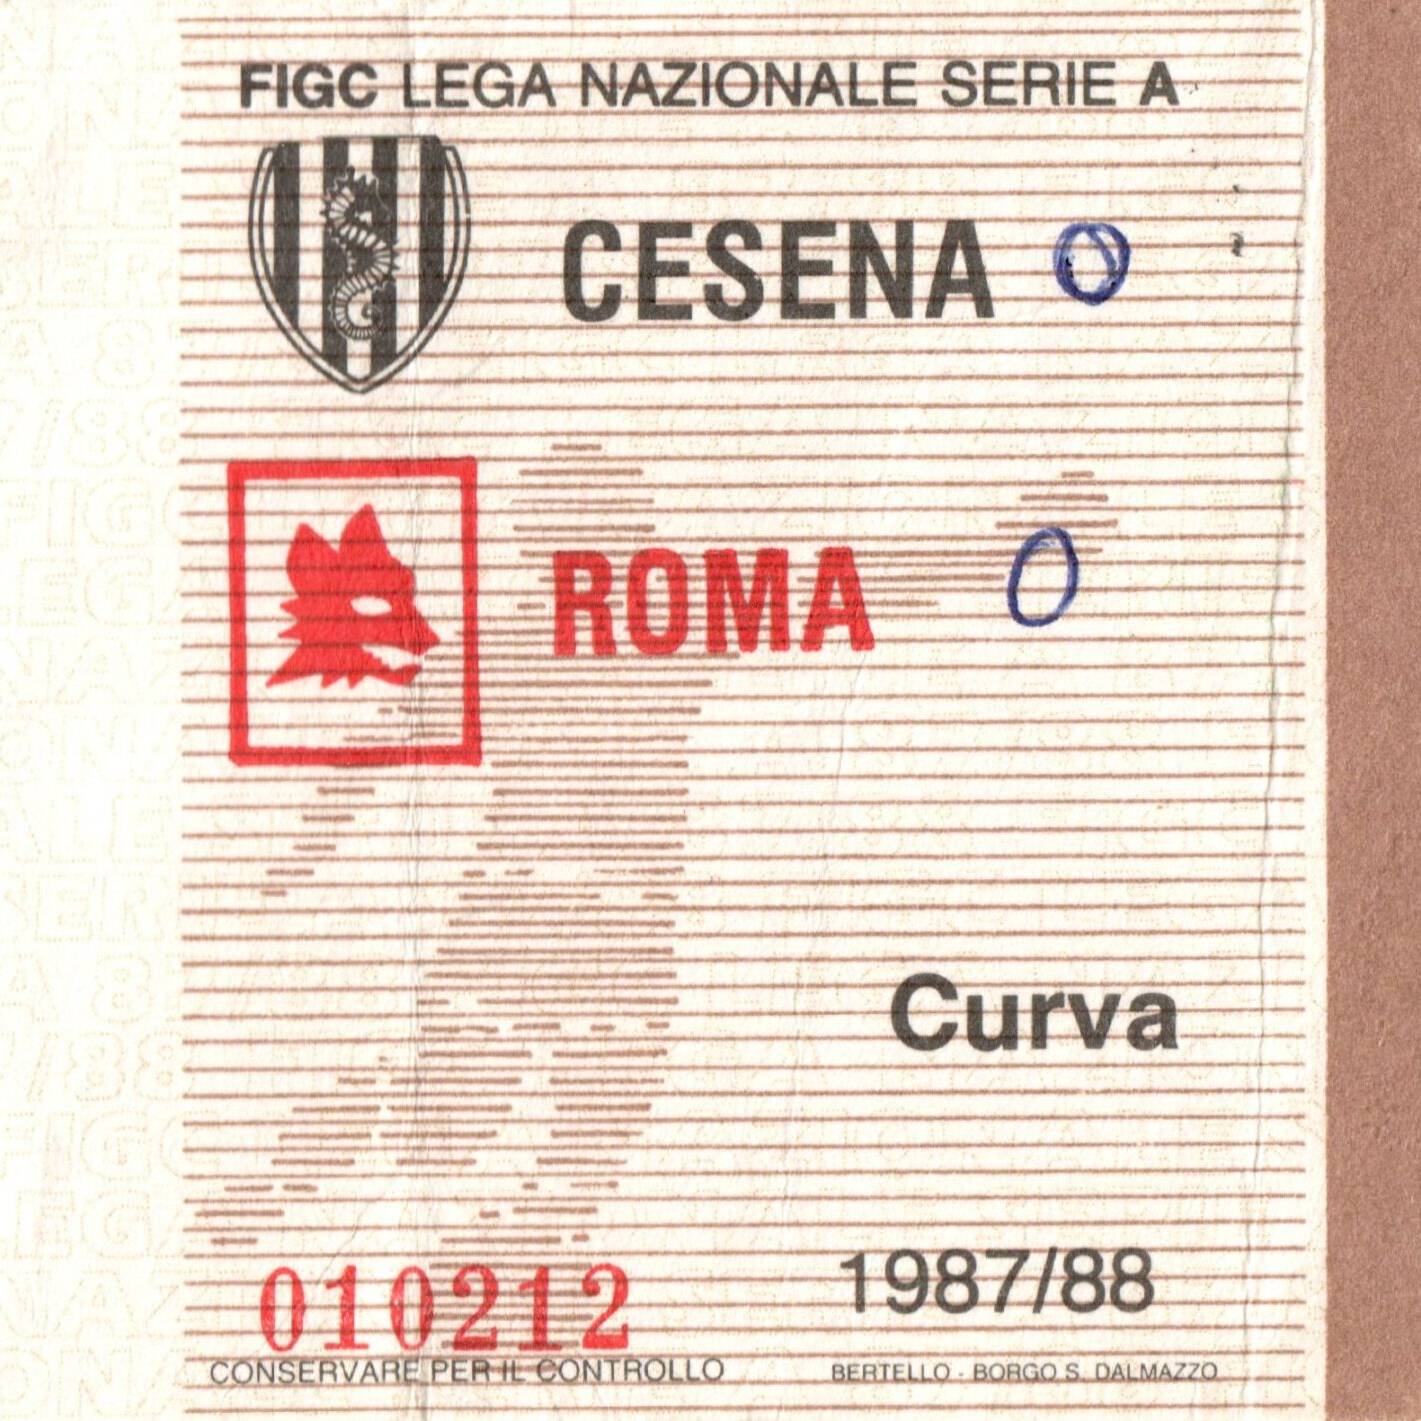 FIGC LEGA NAZIONALE SERIE A
CESENA 0
ROMA 0
Curva
1987/88
010212
CONSERVARE PER IL CONTROLLO
BERTELLO - BORGO S. DALMAZZO